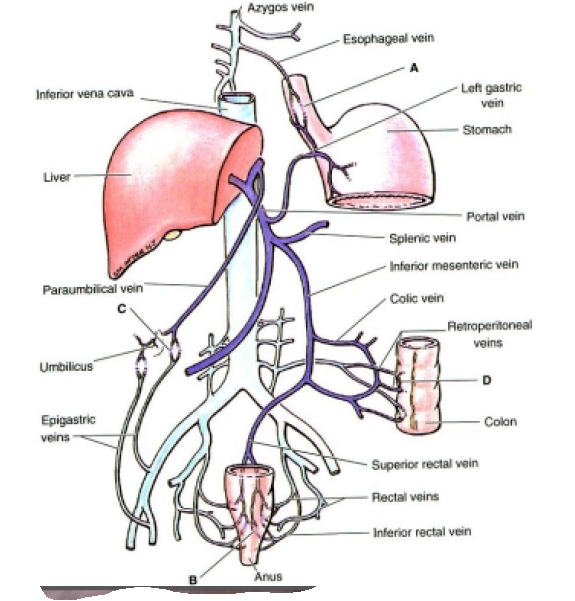 Azygos vein
Esophageal vein
A
Inferior vena cava
Left gastric
vein
Stomach
Liver
Portal vein
Splenic vein
Inferior mesenteric vein
Paraumbilical vein
Colic vein
C
Retroperitoneal
veins
Umbilicus
D
Epigastric
veins
Colon
Superior rectal vein
Rectal veins
Inferior rectal vein
B
Anus